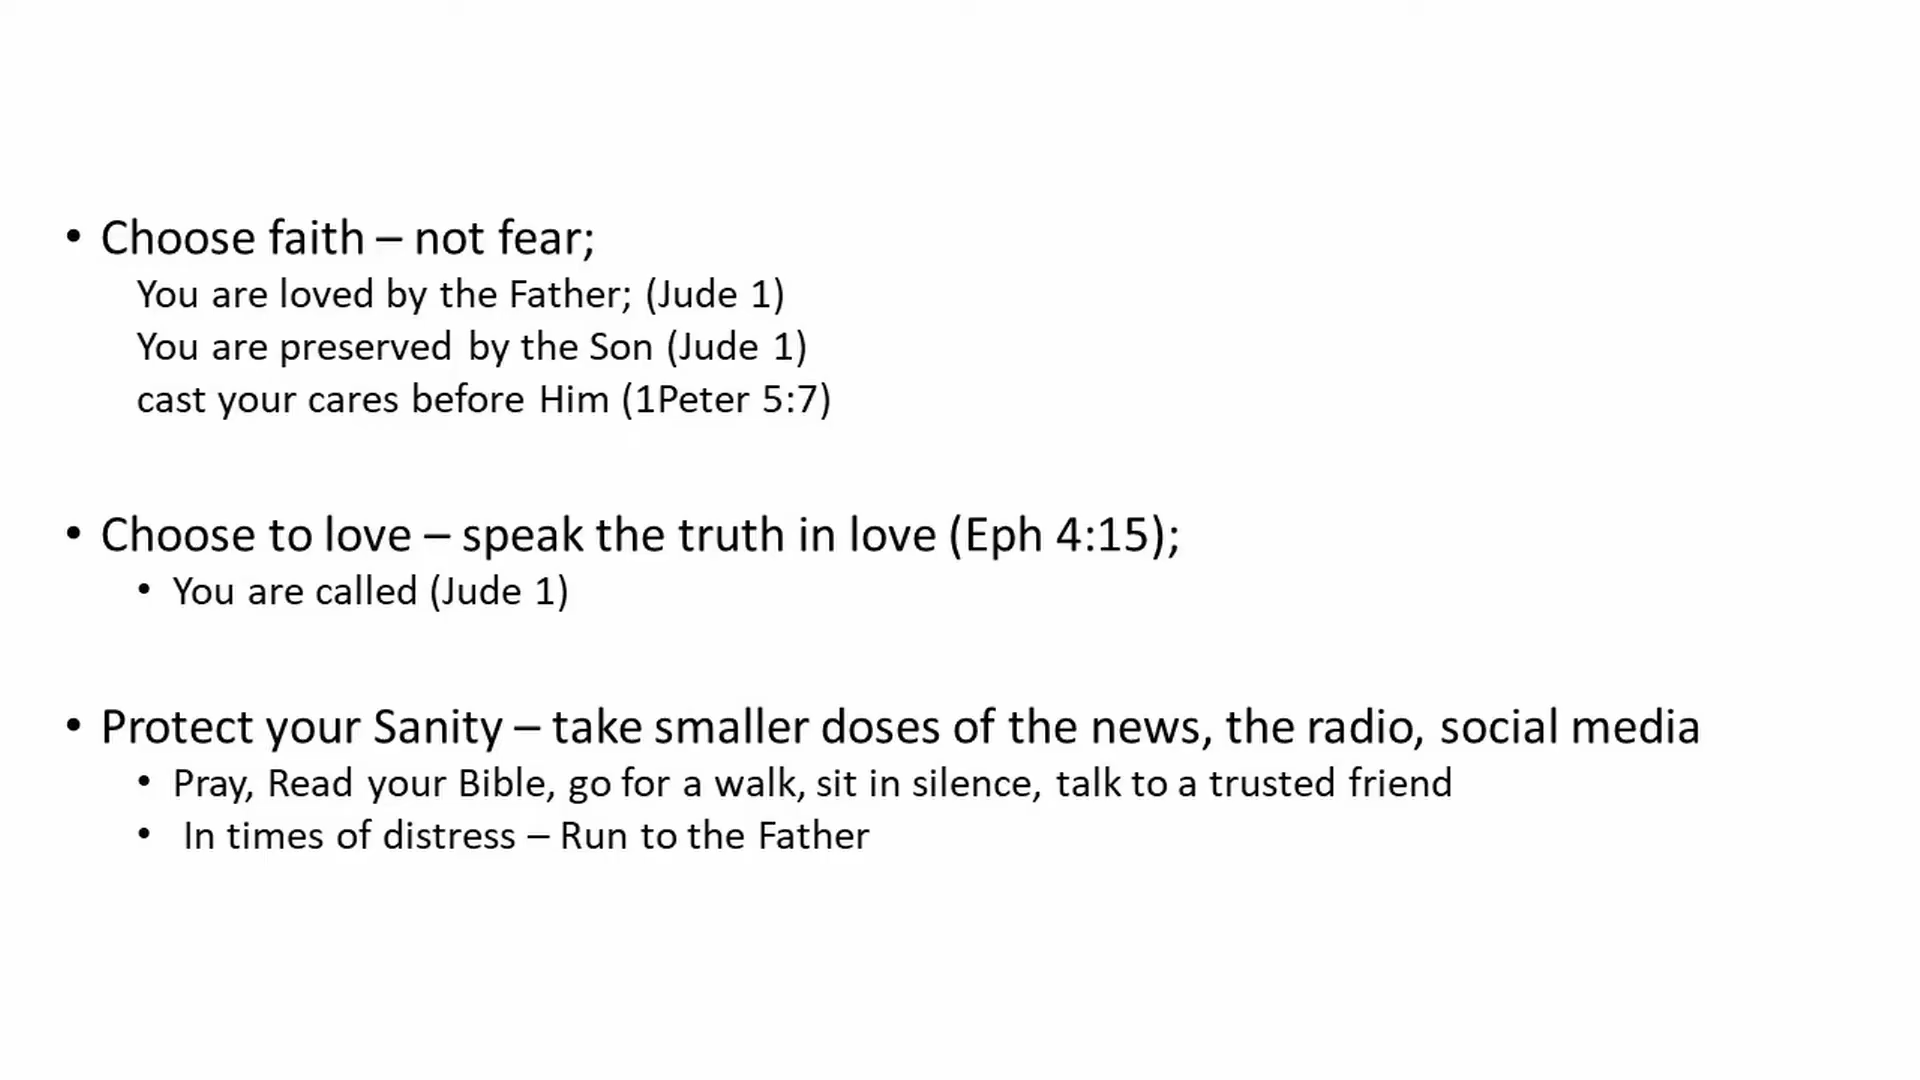 • Choose faith – not fear;
You are loved by the Father; (Jude 1)
You are preserved by the Son (Jude 1)
cast your cares before Him (1Peter 5:7)
• Choose to love – speak the truth in love (Eph 4:15);
• You are called (Jude 1)
• Protect your Sanity – take smaller doses of the news, the radio, social media
• Pray, Read your Bible, go for a walk, sit in silence, talk to a trusted friend
• In times of distress – Run to the Father